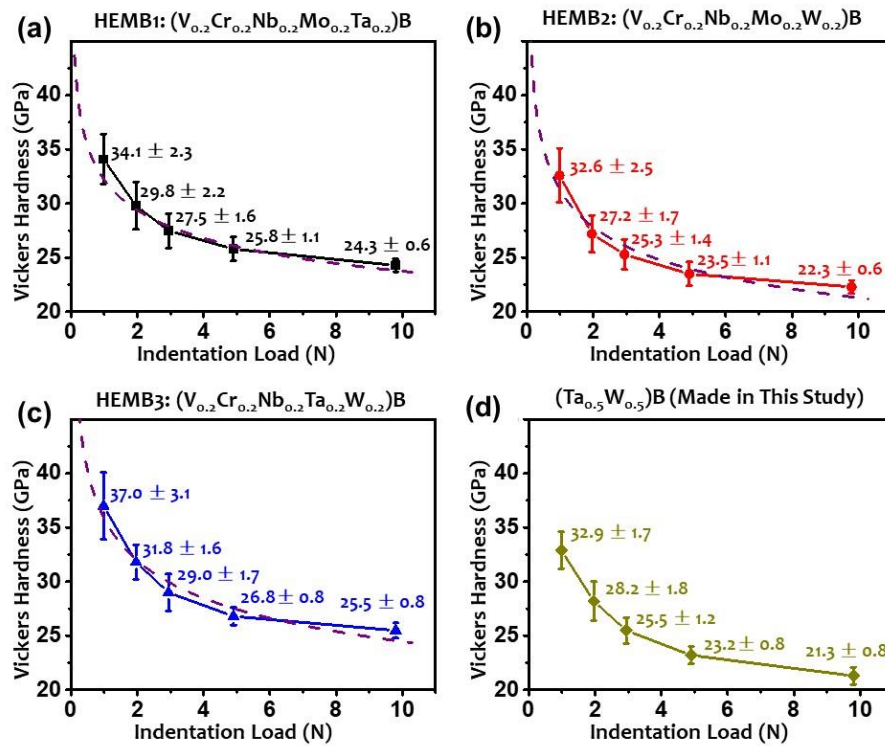 (a) HEMB1: (V₀.₂Cr₀.₂Nb₀.₂Mo₀.₂Ta₀.₂)B
Vickers Hardness (GPa)
40
35
30
25
20
34.1 ± 2.3
29.8 ± 2.2
27.5 ± 1.6
25.8 ± 1.1
24.3 ± 0.6
0 2 4 6 8 10
Indentation Load (N)
(b) HEMB2: (V₀.₂Cr₀.₂Nb₀.₂Mo₀.₂W₀.₂)B
Vickers Hardness (GPa)
40
35
30
25
20
32.6 ± 2.5
27.2 ± 1.7
25.3 ± 1.4
23.5 ± 1.1
22.3 ± 0.6
0 2 4 6 8 10
Indentation Load (N)
(c) HEMB3: (V₀.₂Cr₀.₂Nb₀.₂Ta₀.₂W₀.₂)B
Vickers Hardness (GPa)
40
35
30
25
20
37.0 ± 3.1
31.8 ± 1.6
29.0 ± 1.7
26.8 ± 0.8
25.5 ± 0.8
0 2 4 6 8 10
Indentation Load (N)
(d) (Ta₀.₅W₀.₅)B (Made in This Study)
Vickers Hardness (GPa)
40
35
30
25
20
32.9 ± 1.7
28.2 ± 1.8
25.5 ± 1.2
23.2 ± 0.8
21.3 ± 0.8
0 2 4 6 8 10
Indentation Load (N)